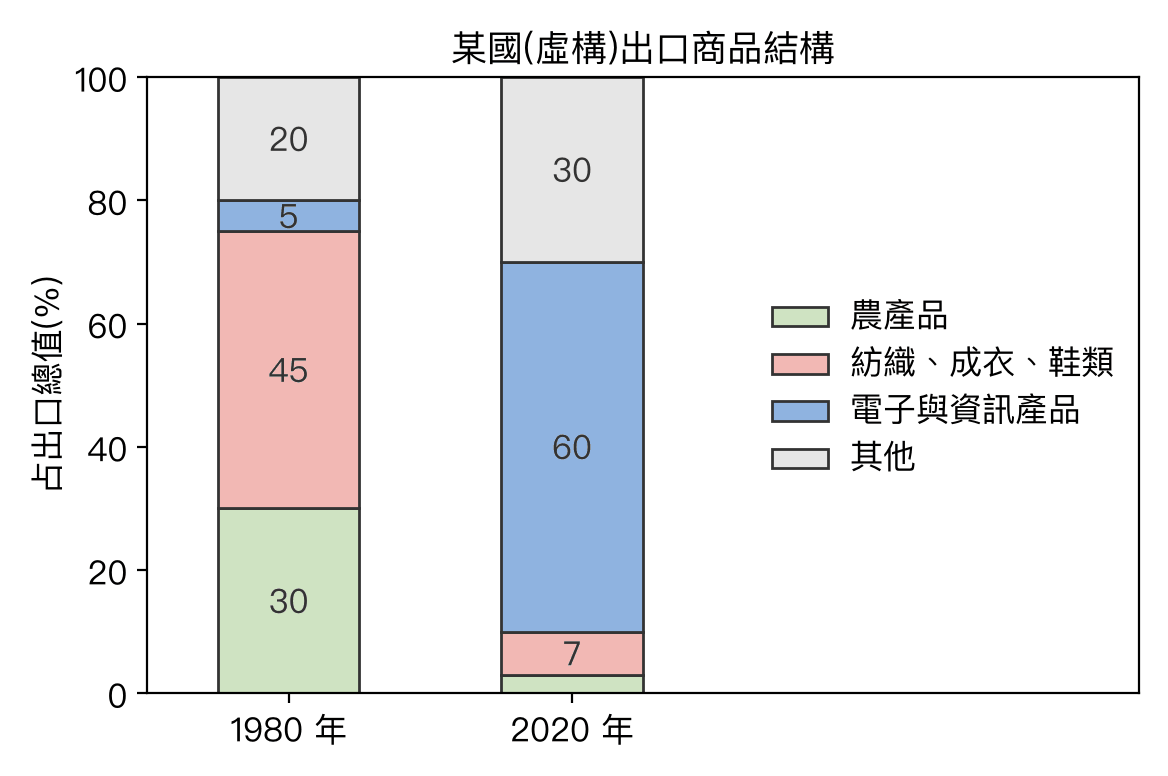 某國(虛構)出口商品結構
占出口總值(%)
100
80
60
40
20
0
20
5
45
30
30
60
7
1980 年
2020 年
農產品
紡織、成衣、鞋類
電子與資訊產品
其他